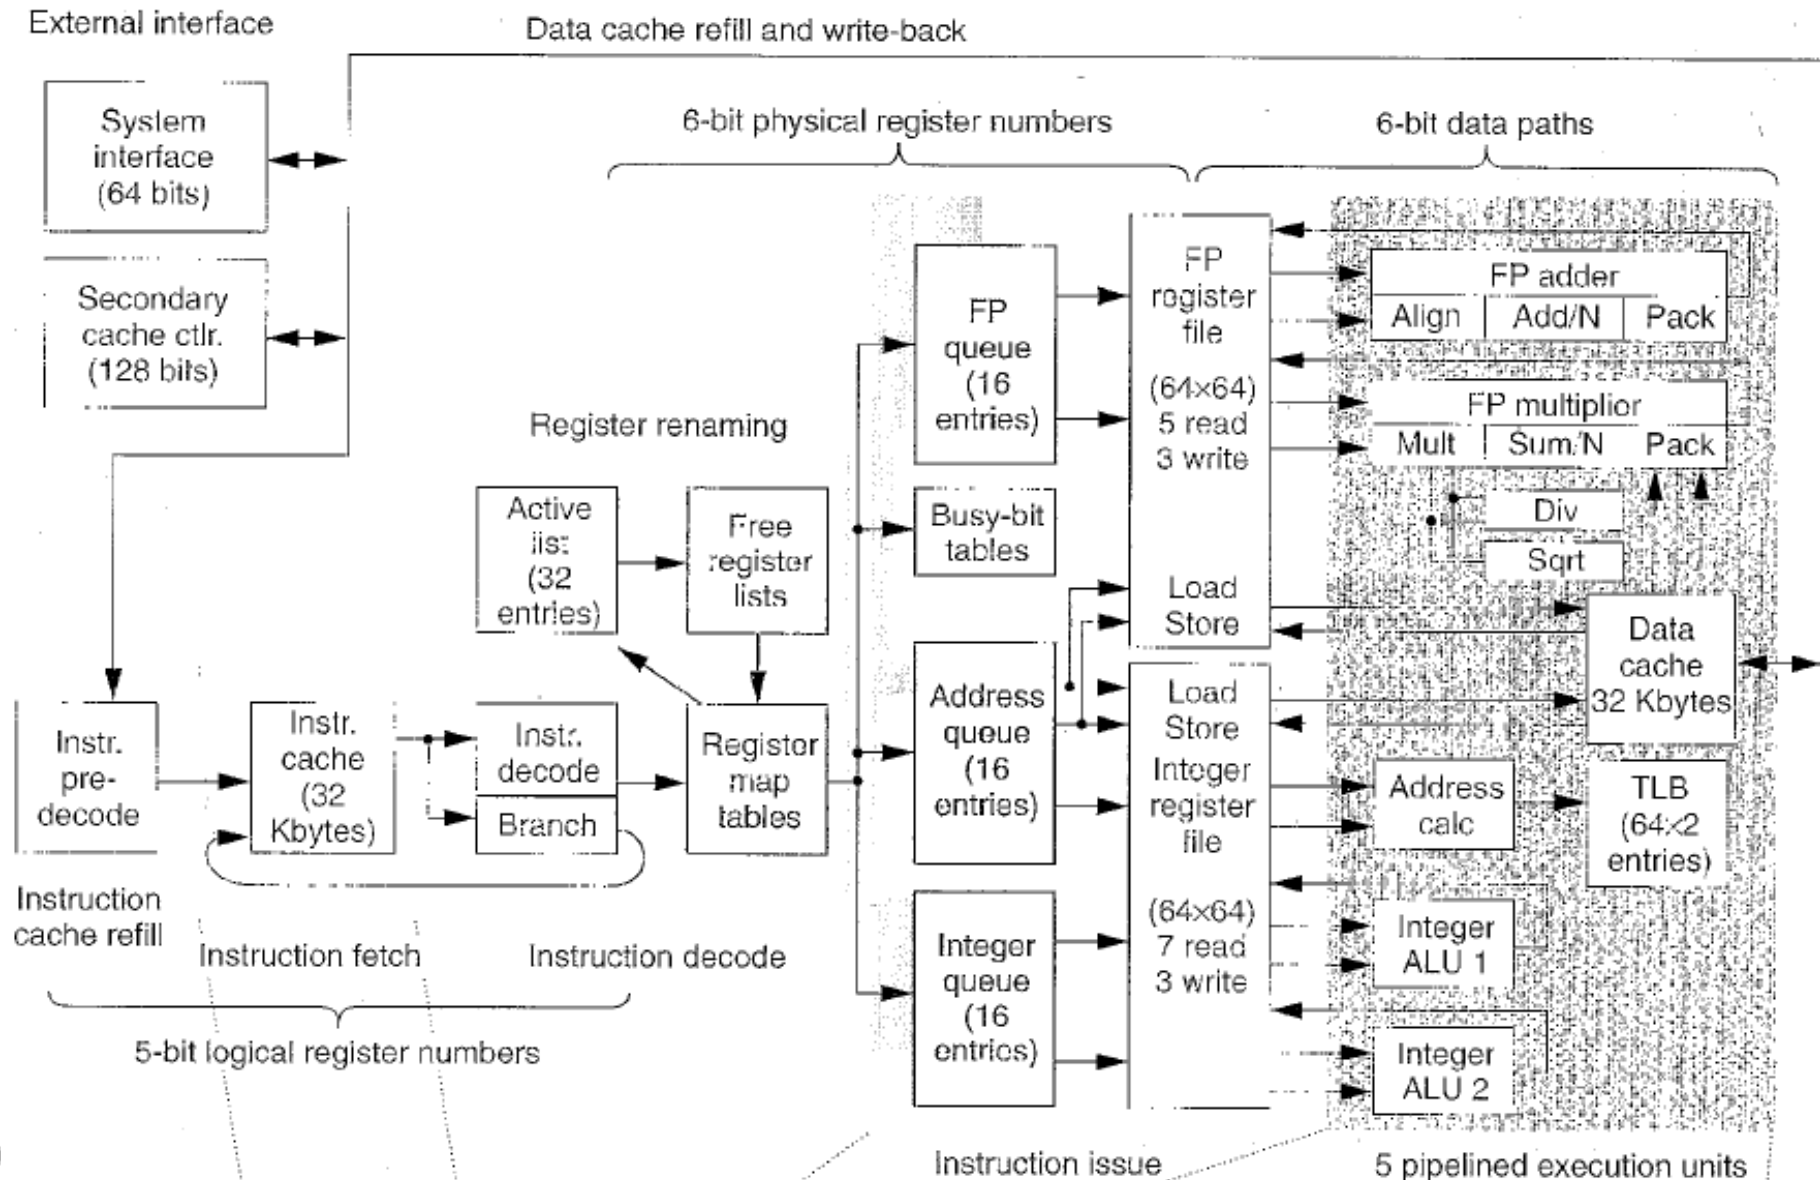 External interface
Data cache refill and write-back
System
interface
(64 bits)
6-bit physical register numbers
6-bit data paths
Secondary
cache ctlr.
(128 bits)
FP
queue
(16
entries)
FP
register
file
(64×64)
5 read
3 write
Load
Store
FP adder
Align
Add/N
Pack
FP multiplier
Mult
Sum/N
Pack
Div
Sqrt
Register renaming
Active
list
(32
entries)
Free
register
lists
Busy-bit
tables
Data
cache
32 Kbytes
Instr.
pre-
decode
Instr.
cache
(32
Kbytes)
Instr.
decode
Branch
Register
map
tables
Address
queue
(16
entries)
Load
Store
Integer
register
file
(64×64)
7 read
3 write
Address
calc
TLB
(64×2
entries)
Integer
queue
(16
entries)
Integer
ALU 1
Integer
ALU 2
Instruction
cache refill
Instruction fetch
Instruction decode
5-bit logical register numbers
Instruction issue
5 pipelined execution units